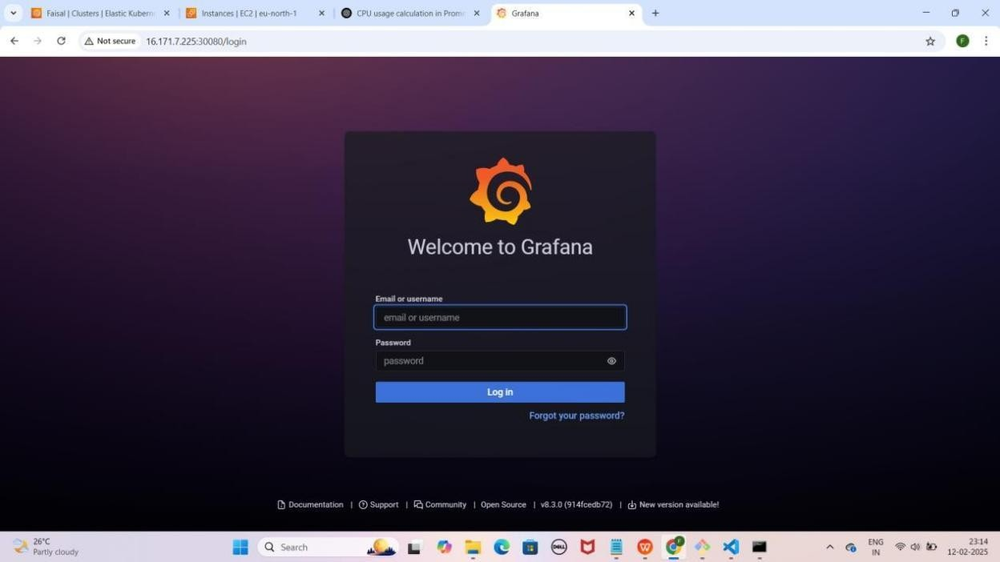 Faisal | Clusters | Elastic Kubern
Instances | EC2 | eu-north-1
CPU usage calculation in Prom
Grafana
Not secure
16.171.7.225:30080/login
F
Welcome to Grafana
Email or username
email or username
Password
password
Log in
Forgot your password?
Documentation | Support | Community | Open Source | v8.3.0 (914fcedb72) | New version available!
26°C
Partly cloudy
Search
DELL
ENG
IN
23:14
12-02-2025